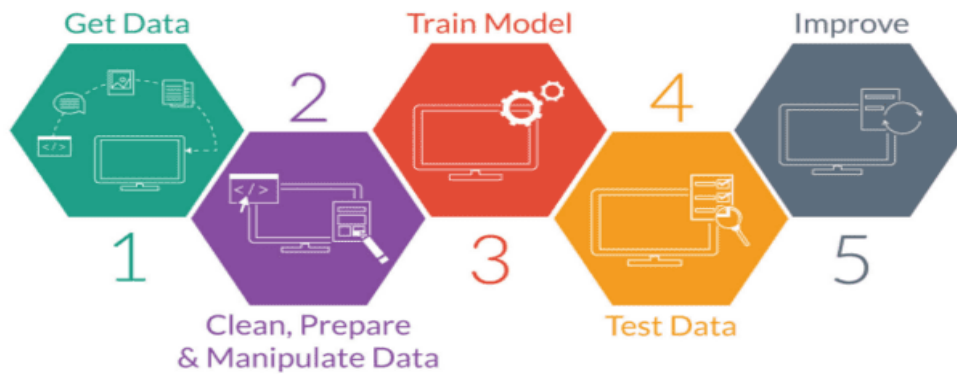 Get Data
1
2
Clean, Prepare
& Manipulate Data
Train Model
3
4
Test Data
Improve
5
</>
</>